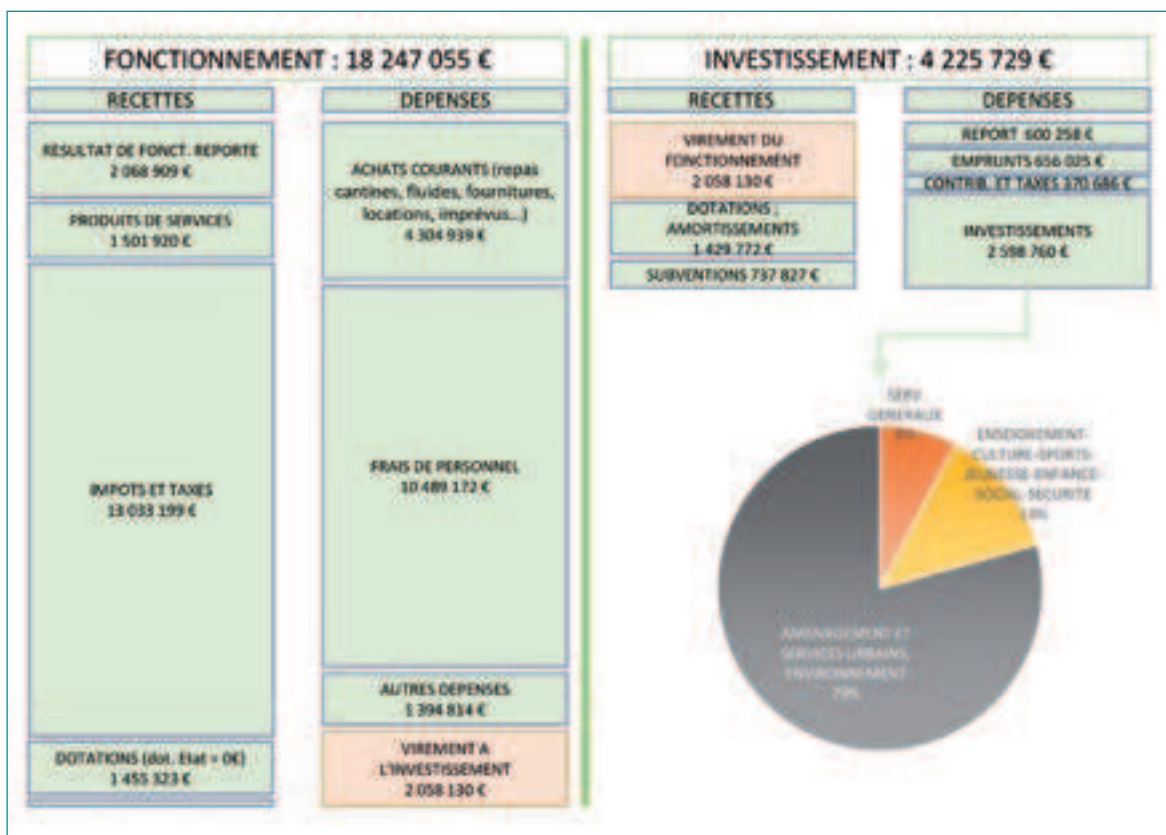 FONCTIONNEMENT : 18 247 055 €
RECETTES
RESULTAT DE FONCT. REPORTE
2 068 909 €
PRODUITS DE SERVICES
1 501 920 €
IMPOTS ET TAXES
13 033 199 €
DOTATIONS (dot. Etat = 0€)
1 455 323 €
DEPENSES
ACHATS COURANTS (repas
cantines, fluides, fournitures,
locations, imprévus...)
4 304 939 €
FRAIS DE PERSONNEL
10 489 172 €
AUTRES DEPENSES
1 394 814 €
VIREMENT A
L'INVESTISSEMENT
2 058 130 €
INVESTISSEMENT : 4 225 729 €
RECETTES
VIREMENT DU
FONCTIONNEMENT
2 058 130 €
DOTATIONS ;
AMORTISSEMENTS
1 429 772 €
SUBVENTIONS 737 827 €
DEPENSES
REPORT 600 258 €
EMPRUNTS 656 025 €
CONTRIB. ET TAXES 370 686 €
INVESTISSEMENTS
2 598 760 €
SERV
GENERAUX
8%
ENSEIGNEMENT-
CULTURE-SPORTS-
JEUNESSE-ENFANCE-
SOCIAL-SECURITE
13%
AMENAGEMENT ET
SERVICES URBAINS,
ENVIRONNEMENT
79%